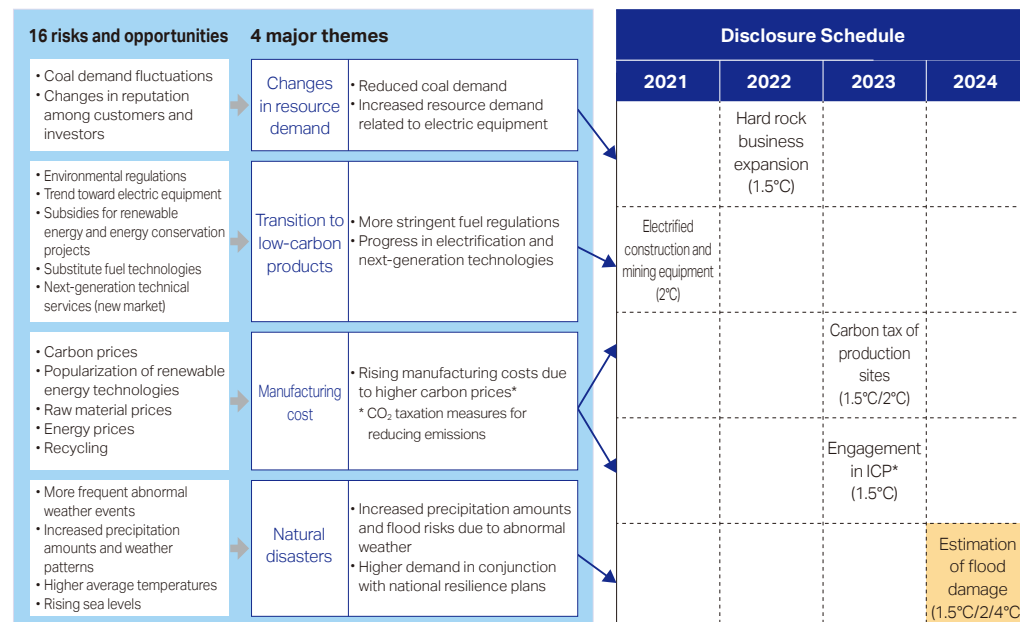 16 risks and opportunities
4 major themes
• Coal demand fluctuations
• Changes in reputation
among customers and
investors
Changes
in resource
demand
• Reduced coal demand
• Increased resource demand
related to electric equipment
• Environmental regulations
• Trend toward electric equipment
• Subsidies for renewable
energy and energy conservation
projects
• Substitute fuel technologies
• Next-generation technical
services (new market)
Transition to
low-carbon
products
• More stringent fuel regulations
• Progress in electrification and
next-generation technologies
• Carbon prices
• Popularization of renewable
energy technologies
• Raw material prices
• Energy prices
• Recycling
Manufacturing
cost
• Rising manufacturing costs due
to higher carbon prices*
* CO₂ taxation measures for
reducing emissions
• More frequent abnormal
weather events
• Increased precipitation
amounts and weather
patterns
• Higher average temperatures
• Rising sea levels
Natural
disasters
• Increased precipitation amounts
and flood risks due to abnormal
weather
• Higher demand in conjunction
with national resilience plans
Disclosure Schedule
2021
2022
2023
2024
Hard rock
business
expansion
(1.5°C)
Electrified
construction and
mining equipment
(2°C)
Carbon tax of
production
sites
(1.5°C/2°C)
Engagement
in ICP*
(1.5°C)
Estimation
of flood
damage
(1.5°C/2/4°C